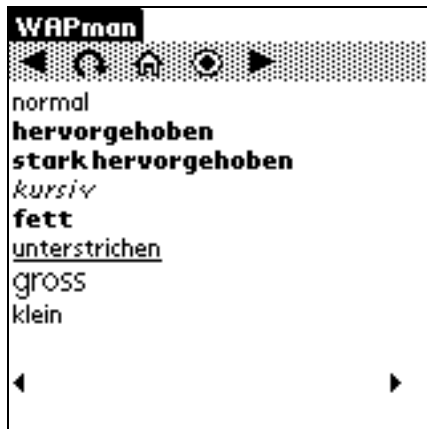 WAPman
normal
hervorgehoben
stark hervorgehoben
kursiv
fett
unterstrichen
gross
klein